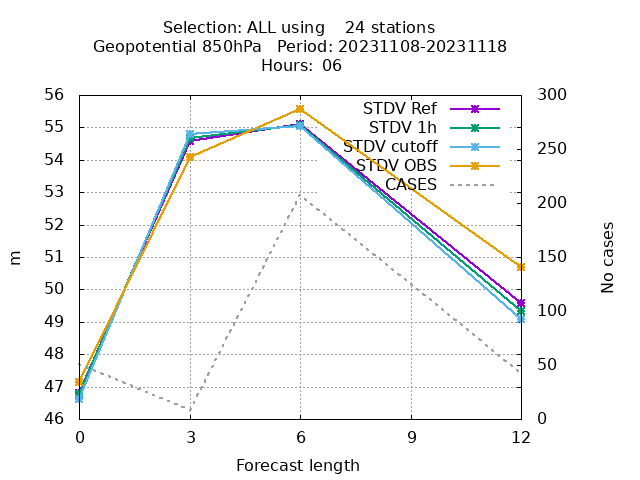 Selection: ALL using    24 stations
Geopotential 850hPa   Period: 20231108-20231118
Hours: 06
56
55
54
53
52
51
50
49
48
47
46
m
300
250
200
150
100
50
0
No cases
STDV Ref
STDV 1h
STDV cutoff
STDV OBS
CASES
0 3 6 9 12
Forecast length